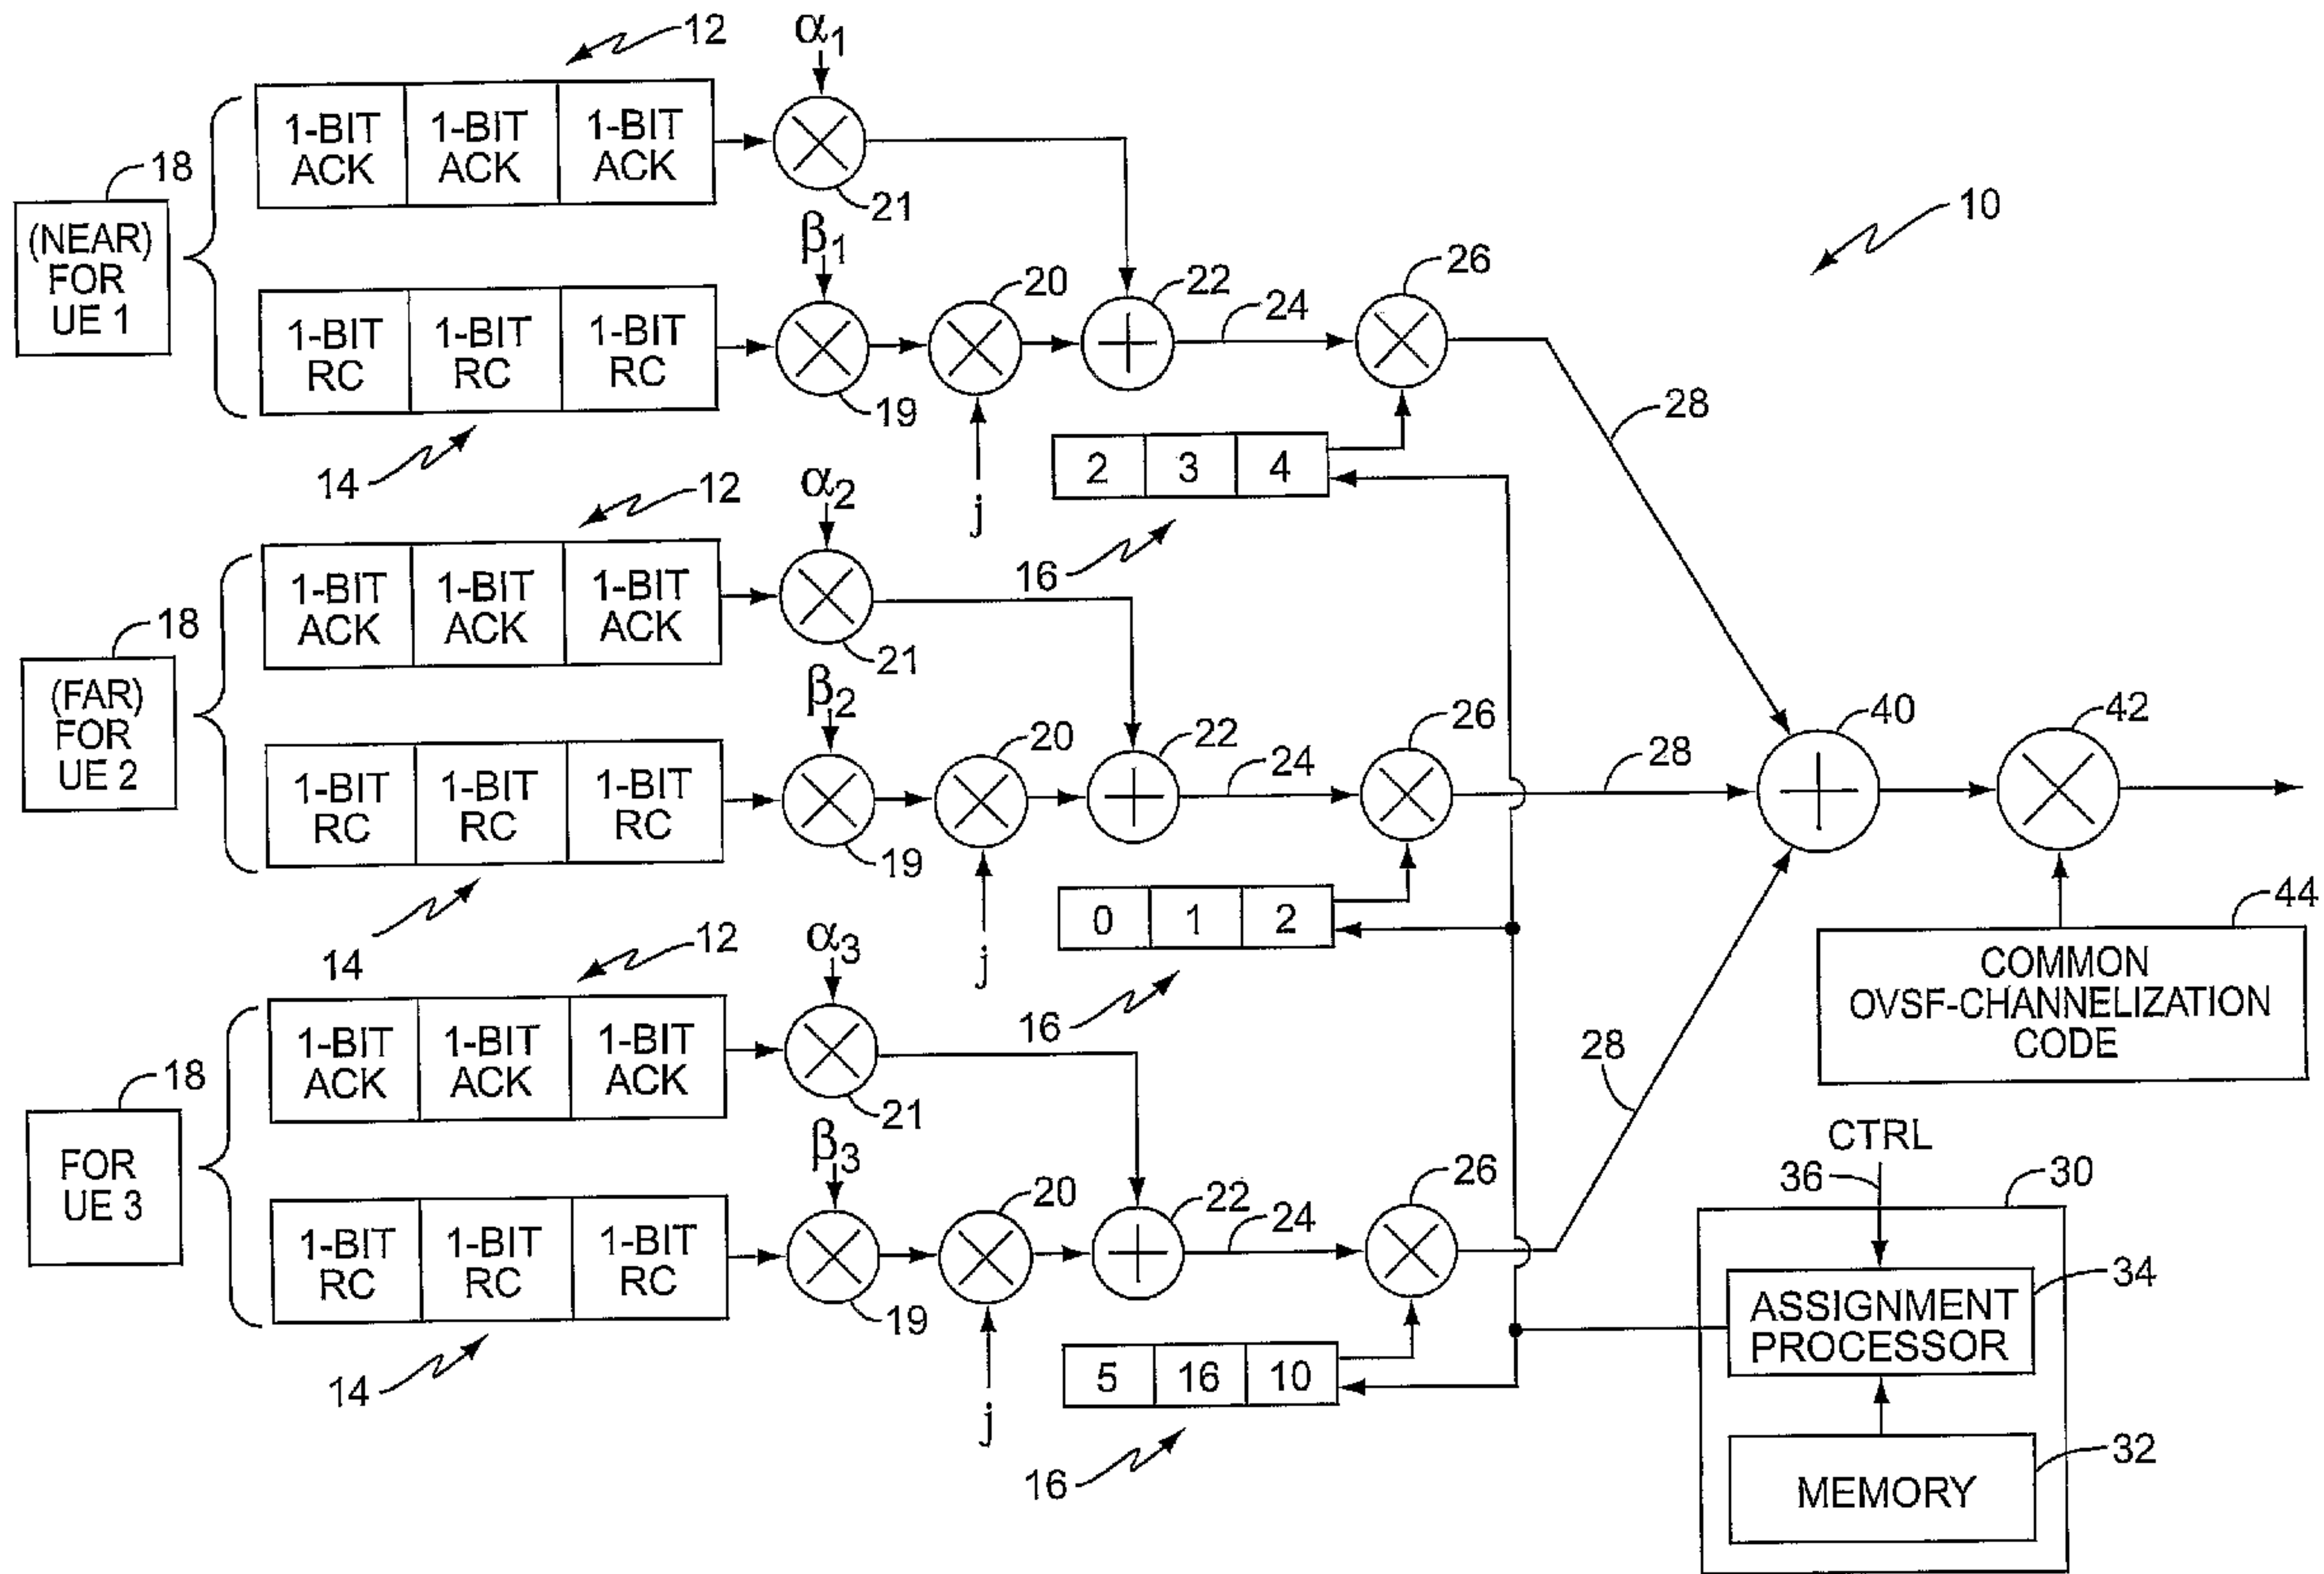 12
α1
1-BIT ACK 1-BIT ACK 1-BIT ACK
18
21
(NEAR) FOR UE 1
β1
10
20
22
24
26
1-BIT RC 1-BIT RC 1-BIT RC
19
28
14
2 3 4
j
16
12
α2
1-BIT ACK 1-BIT ACK 1-BIT ACK
18
21
(FAR) FOR UE 2
β2
20
22
24
26
28
40
42
1-BIT RC 1-BIT RC 1-BIT RC
19
14
0 1 2
j
16
44
COMMON
OVSF-CHANNELIZATION
CODE
12
α3
1-BIT ACK 1-BIT ACK 1-BIT ACK
18
21
28
FOR UE 3
β3
20
22
24
26
1-BIT RC 1-BIT RC 1-BIT RC
19
14
5 16 10
j
16
CTRL
36
30
34
ASSIGNMENT
PROCESSOR
32
MEMORY